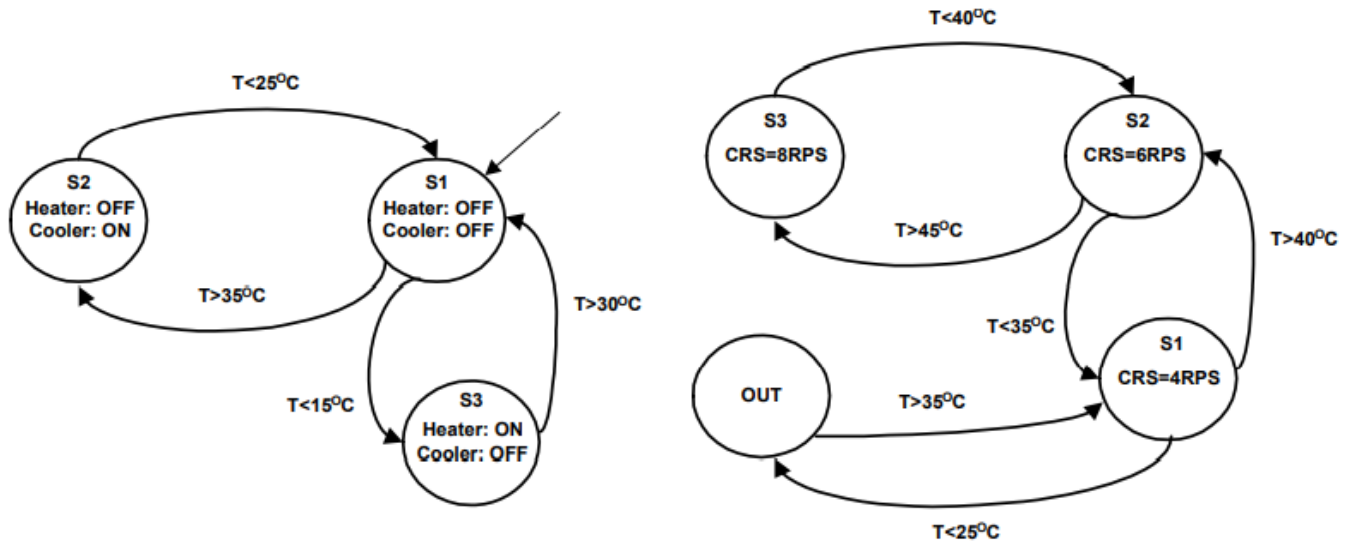 T<25ᴼC
S2
Heater: OFF
Cooler: ON
S1
Heater: OFF
Cooler: OFF
T>35ᴼC
T>30ᴼC
T<15ᴼC
S3
Heater: ON
Cooler: OFF
T<40ᴼC
S3
CRS=8RPS
S2
CRS=6RPS
T>45ᴼC
T>40ᴼC
T<35ᴼC
S1
CRS=4RPS
OUT
T>35ᴼC
T<25ᴼC